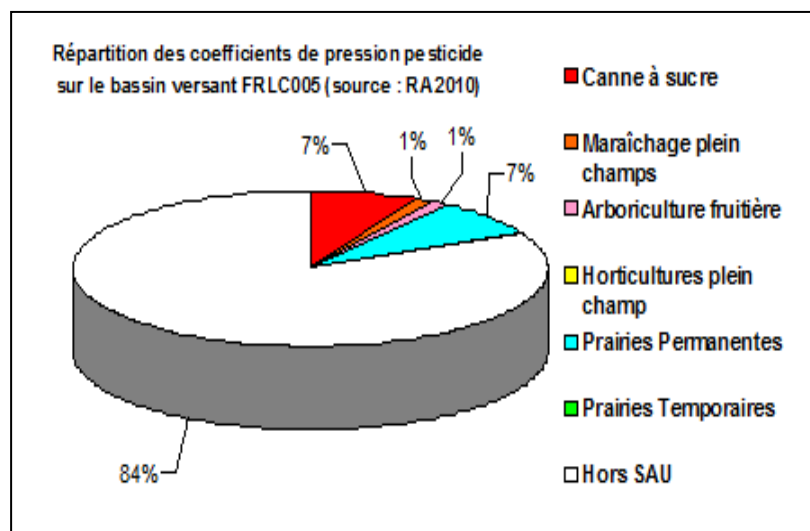 Répartition des coefficients de pression pesticide
sur le bassin versant FRLC005 (source : RA2010)
7%
1%
1%
7%
84%
Canne à sucre
Maraîchage plein
champs
Arboriculture fruitière
Horticultures plein
champ
Prairies Permanentes
Prairies Temporaires
Hors SAU